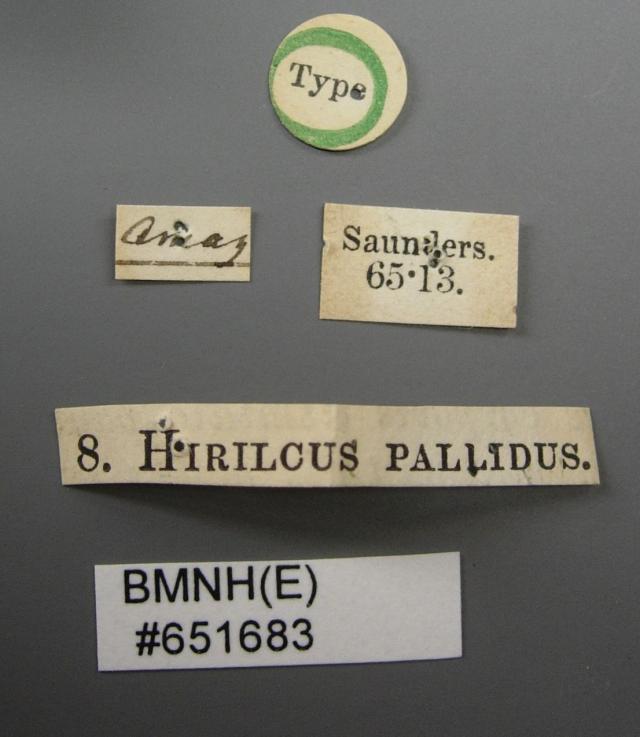 Type
Amaz
Saunders.
65·13.
8. HIRILCUS PALLIDUS.
BMNH(E)
#651683